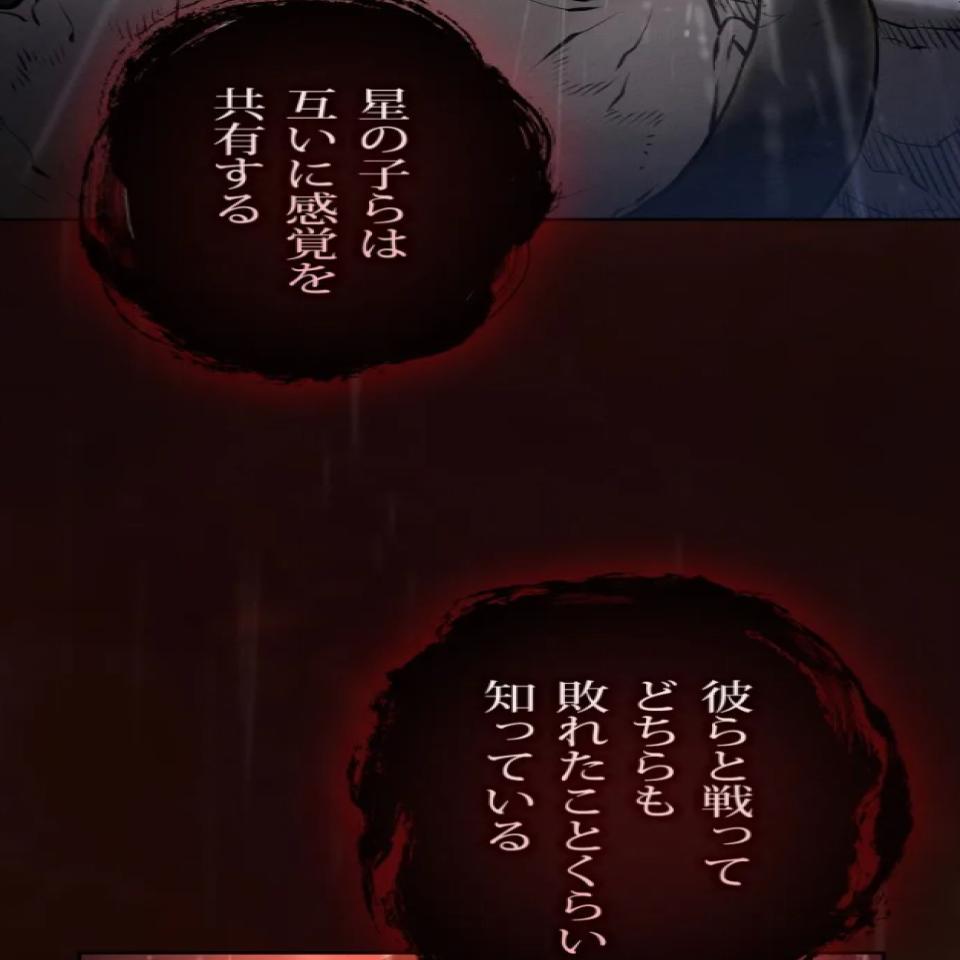 星の子らは
互いに感覚を
共有する
彼らと戦って
どちらも
敗れたことくらい
知っている